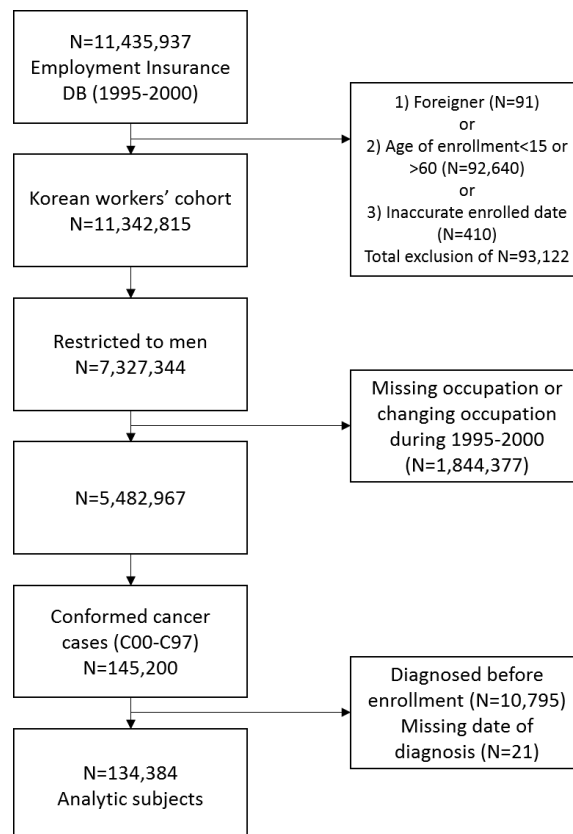 N=11,435,937
Employment Insurance
DB (1995-2000)
1) Foreigner (N=91)
or
2) Age of enrollment<15 or
>60 (N=92,640)
or
3) Inaccurate enrolled date
(N=410)
Total exclusion of N=93,122
Korean workers’ cohort
N=11,342,815
Restricted to men
N=7,327,344
Missing occupation or
changing occupation
during 1995-2000
(N=1,844,377)
N=5,482,967
Conformed cancer
cases (C00-C97)
N=145,200
Diagnosed before
enrollment (N=10,795)
Missing date of
diagnosis (N=21)
N=134,384
Analytic subjects